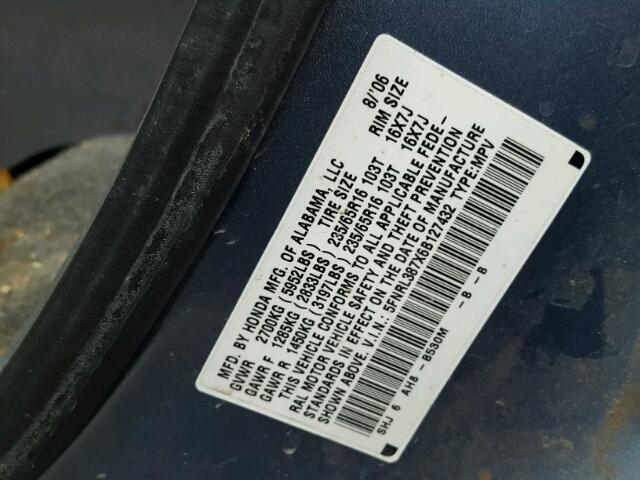 MFD. BY HONDA MFG. OF ALABAMA, LLC 8/'06
GVWR 2700KG (5952LBS) TIRE SIZE RIM SIZE
GAWR F 1285KG (2833LBS) 235/65R16 103T 16X7J
GAWR R 1450KG (3197LBS) 235/65R16 103T 16X7J
THIS VEHICLE CONFORMS TO ALL APPLICABLE FEDE-
RAL MOTOR VEHICLE SAFETY AND THEFT PREVENTION
STANDARDS IN EFFECT ON THE DATE OF MANUFACTURE
SHOWN ABOVE. V.I.N.: 5FNRL387X6B127432 TYPE:MPV
SHJ 6 AH8 - B530M - B - B